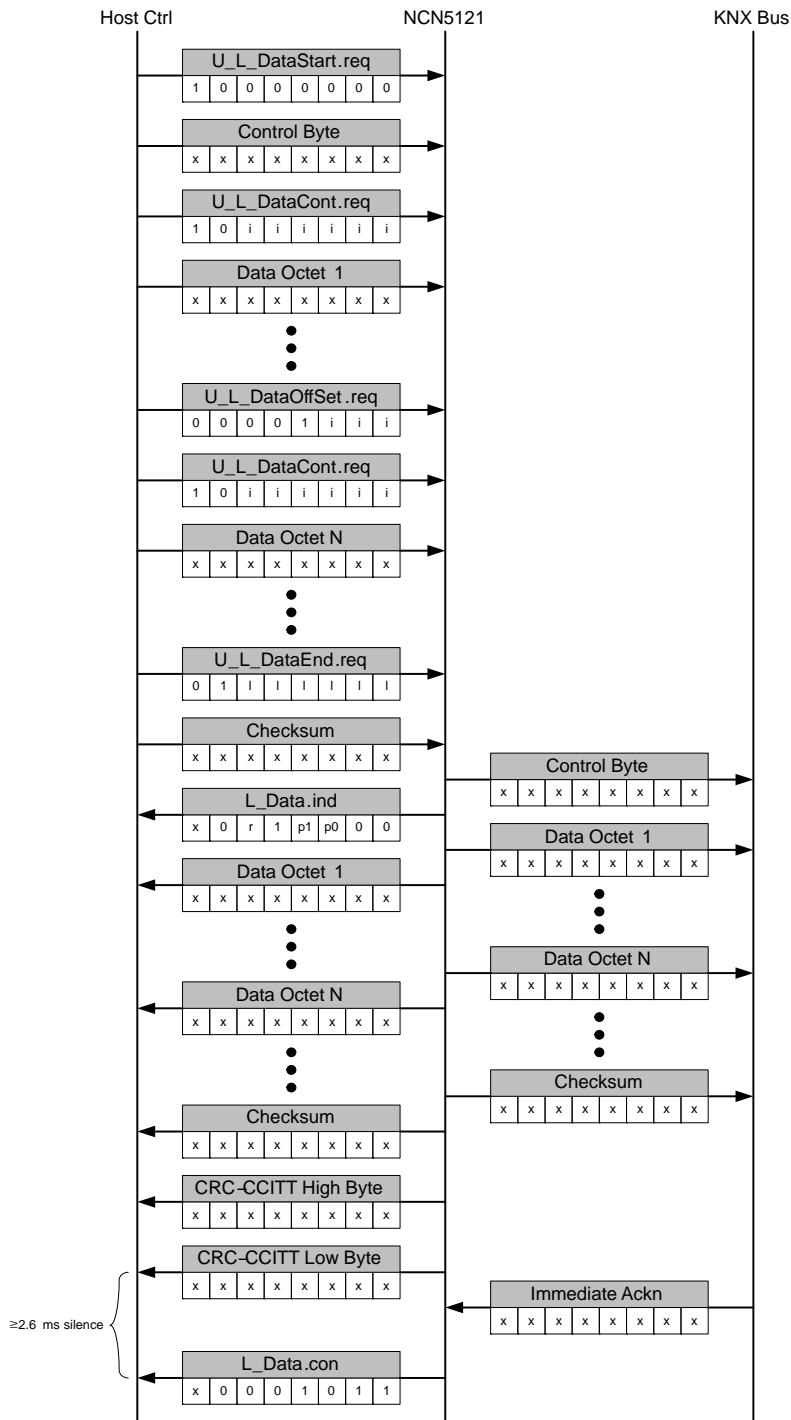 Host Ctrl NCN5121 KNX Bus
U_L_DataStart.req
1 0 0 0 0 0 0 0
Control Byte
x x x x x x x x
U_L_DataCont.req
1 0 i i i i i i
Data Octet 1
x x x x x x x x
U_L_DataOffSet.req
0 0 0 0 1 i i i
U_L_DataCont.req
1 0 i i i i i i
Data Octet N
x x x x x x x x
U_L_DataEnd.req
0 1 l l l l l l
Checksum
x x x x x x x x
Control Byte
x x x x x x x x
L_Data.ind
x 0 r 1 p1 p0 0 0
Data Octet 1
x x x x x x x x
Data Octet 1
x x x x x x x x
Data Octet N
x x x x x x x x
Data Octet N
x x x x x x x x
Checksum
x x x x x x x x
Checksum
x x x x x x x x
CRC-CCITT High Byte
x x x x x x x x
CRC-CCITT Low Byte
x x x x x x x x
Immediate Ackn
x x x x x x x x
≥2.6 ms silence
L_Data.con
x 0 0 0 1 0 1 1